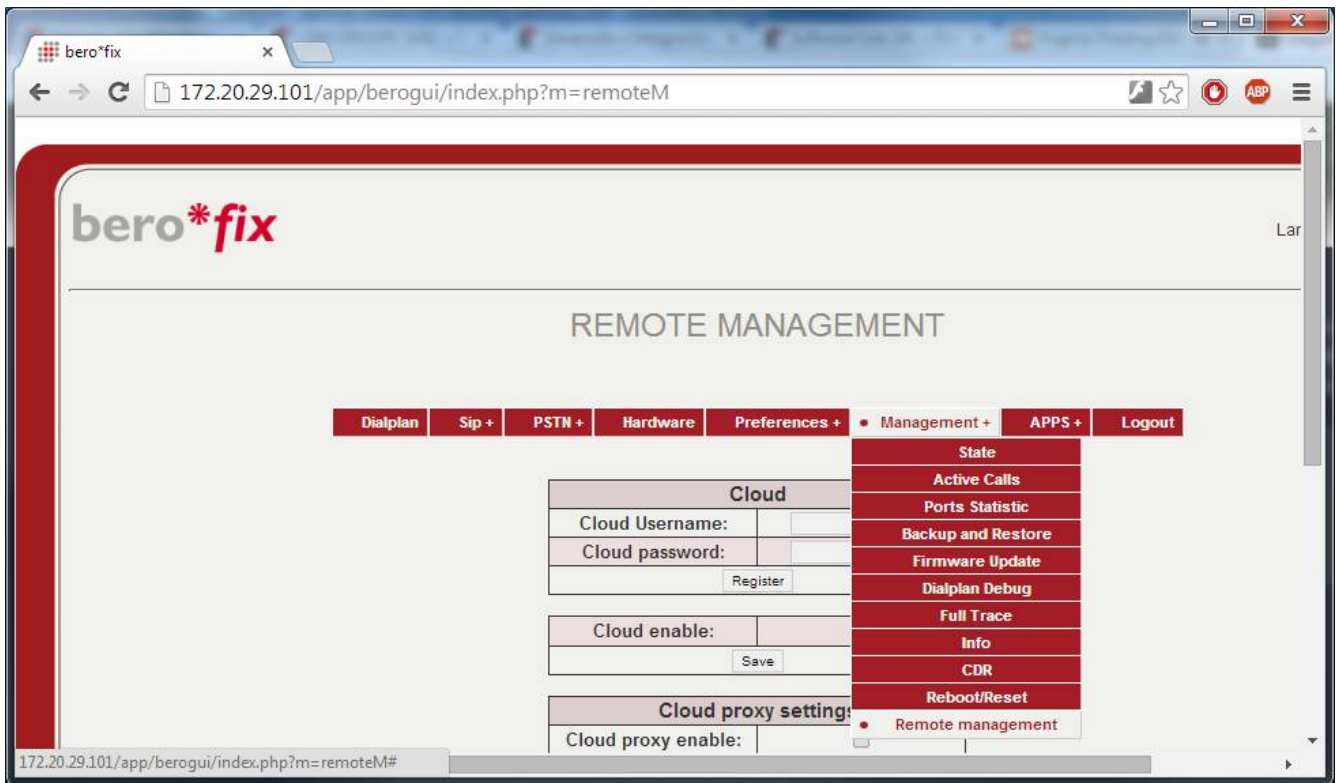 bero*fix
172.20.29.101/app/berogui/index.php?m=remoteM
ABP
bero*fix
Lar
REMOTE MANAGEMENT
Dialplan Sip + PSTN + Hardware Preferences + Management + APPS + Logout
State
Active Calls
Ports Statistic
Backup and Restore
Firmware Update
Dialplan Debug
Full Trace
Info
CDR
Reboot/Reset
Remote management
Cloud
Cloud Username:
Cloud password:
Register
Cloud enable:
Save
Cloud proxy settings
Cloud proxy enable:
172.20.29.101/app/berogui/index.php?m=remoteM#